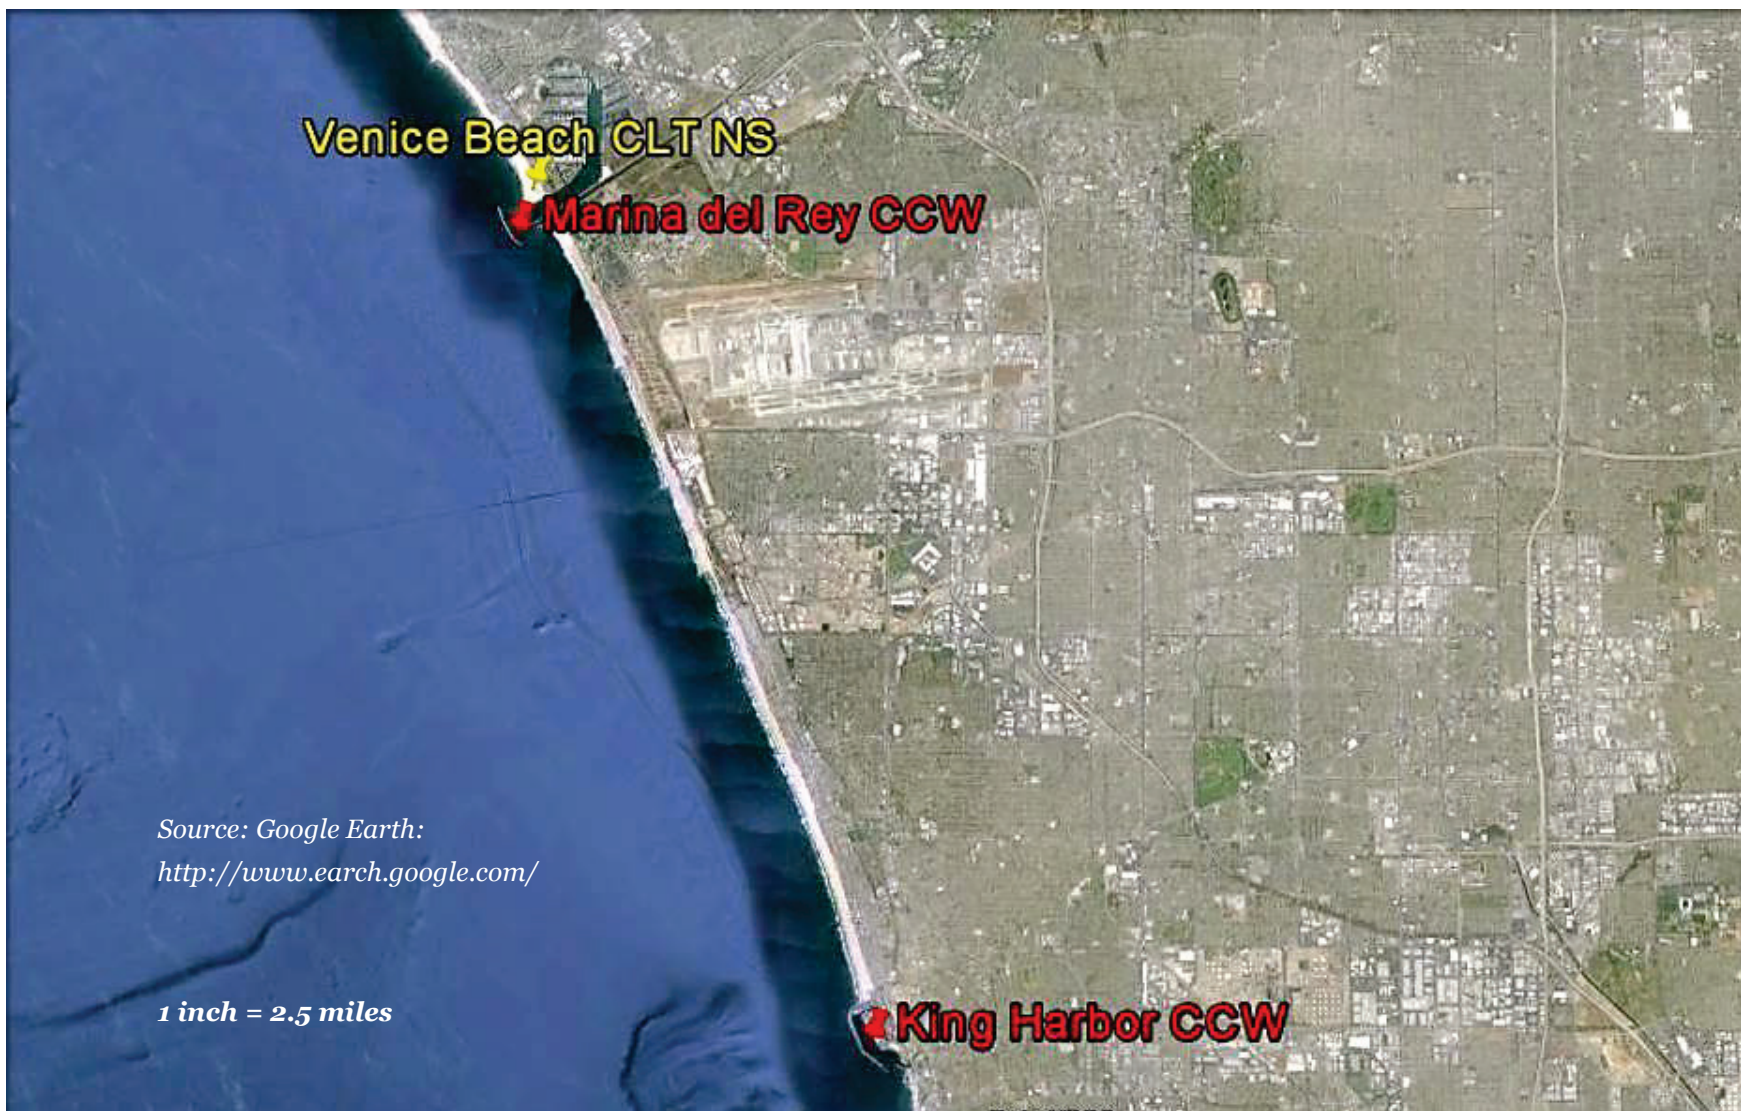 Venice Beach CLT NS
Marina del Rey CCW
Source: Google Earth:
http://www.earch.google.com/
1 inch = 2.5 miles
King Harbor CCW